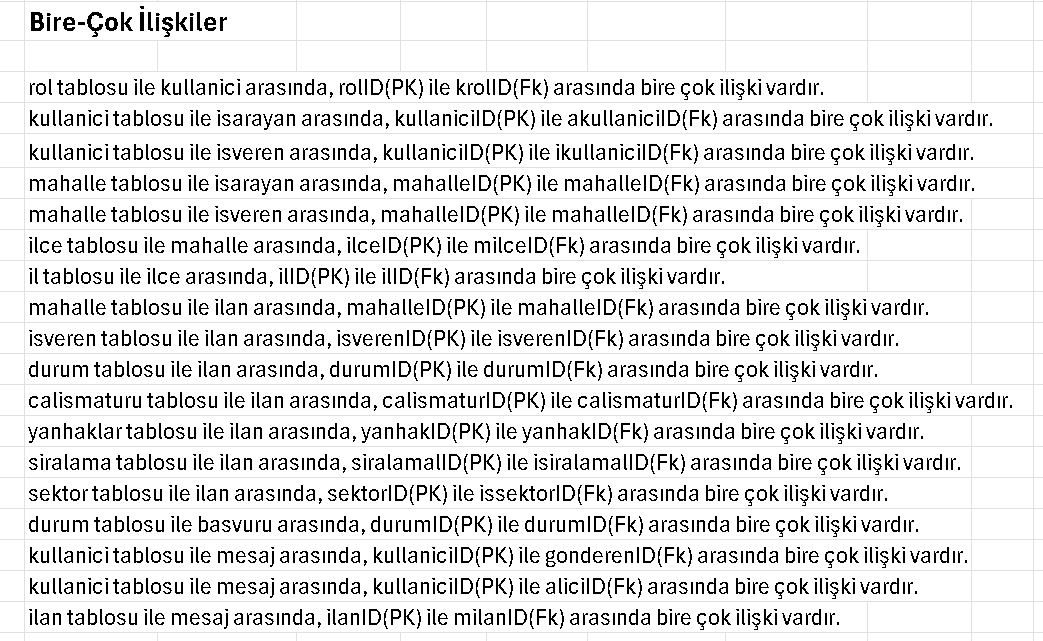 Bire-Çok İlişkiler
rol tablosu ile kullanici arasında, rolID(PK) ile krolID(Fk) arasında bire çok ilişki vardır.
kullanici tablosu ile isarayan arasında, kullaniciID(PK) ile akullaniciID(Fk) arasında bire çok ilişki vardır.
kullanici tablosu ile isveren arasında, kullaniciID(PK) ile ikullaniciID(Fk) arasında bire çok ilişki vardır.
mahalle tablosu ile isarayan arasında, mahalleID(PK) ile mahalleID(Fk) arasında bire çok ilişki vardır.
mahalle tablosu ile isveren arasında, mahalleID(PK) ile mahalleID(Fk) arasında bire çok ilişki vardır.
ilce tablosu ile mahalle arasında, ilceID(PK) ile milceID(Fk) arasında bire çok ilişki vardır.
il tablosu ile ilce arasında, ilID(PK) ile ilID(Fk) arasında bire çok ilişki vardır.
mahalle tablosu ile ilan arasında, mahalleID(PK) ile mahalleID(Fk) arasında bire çok ilişki vardır.
isveren tablosu ile ilan arasında, isverenID(PK) ile isverenID(Fk) arasında bire çok ilişki vardır.
durum tablosu ile ilan arasında, durumID(PK) ile durumID(Fk) arasında bire çok ilişki vardır.
calismaturu tablosu ile ilan arasında, calismaturID(PK) ile calismaturID(Fk) arasında bire çok ilişki vardır.
yanhaklar tablosu ile ilan arasında, yanhakID(PK) ile yanhakID(Fk) arasında bire çok ilişki vardır.
siralama tablosu ile ilan arasında, siralamaIID(PK) ile isiralamaIID(Fk) arasında bire çok ilişki vardır.
sektor tablosu ile ilan arasında, sektorID(PK) ile issektorID(Fk) arasında bire çok ilişki vardır.
durum tablosu ile basvuru arasında, durumID(PK) ile durumID(Fk) arasında bire çok ilişki vardır.
kullanici tablosu ile mesaj arasında, kullaniciID(PK) ile gonderenID(Fk) arasında bire çok ilişki vardır.
kullanici tablosu ile mesaj arasında, kullaniciID(PK) ile aliciID(Fk) arasında bire çok ilişki vardır.
ilan tablosu ile mesaj arasında, ilanID(PK) ile milanID(Fk) arasında bire çok ilişki vardır.